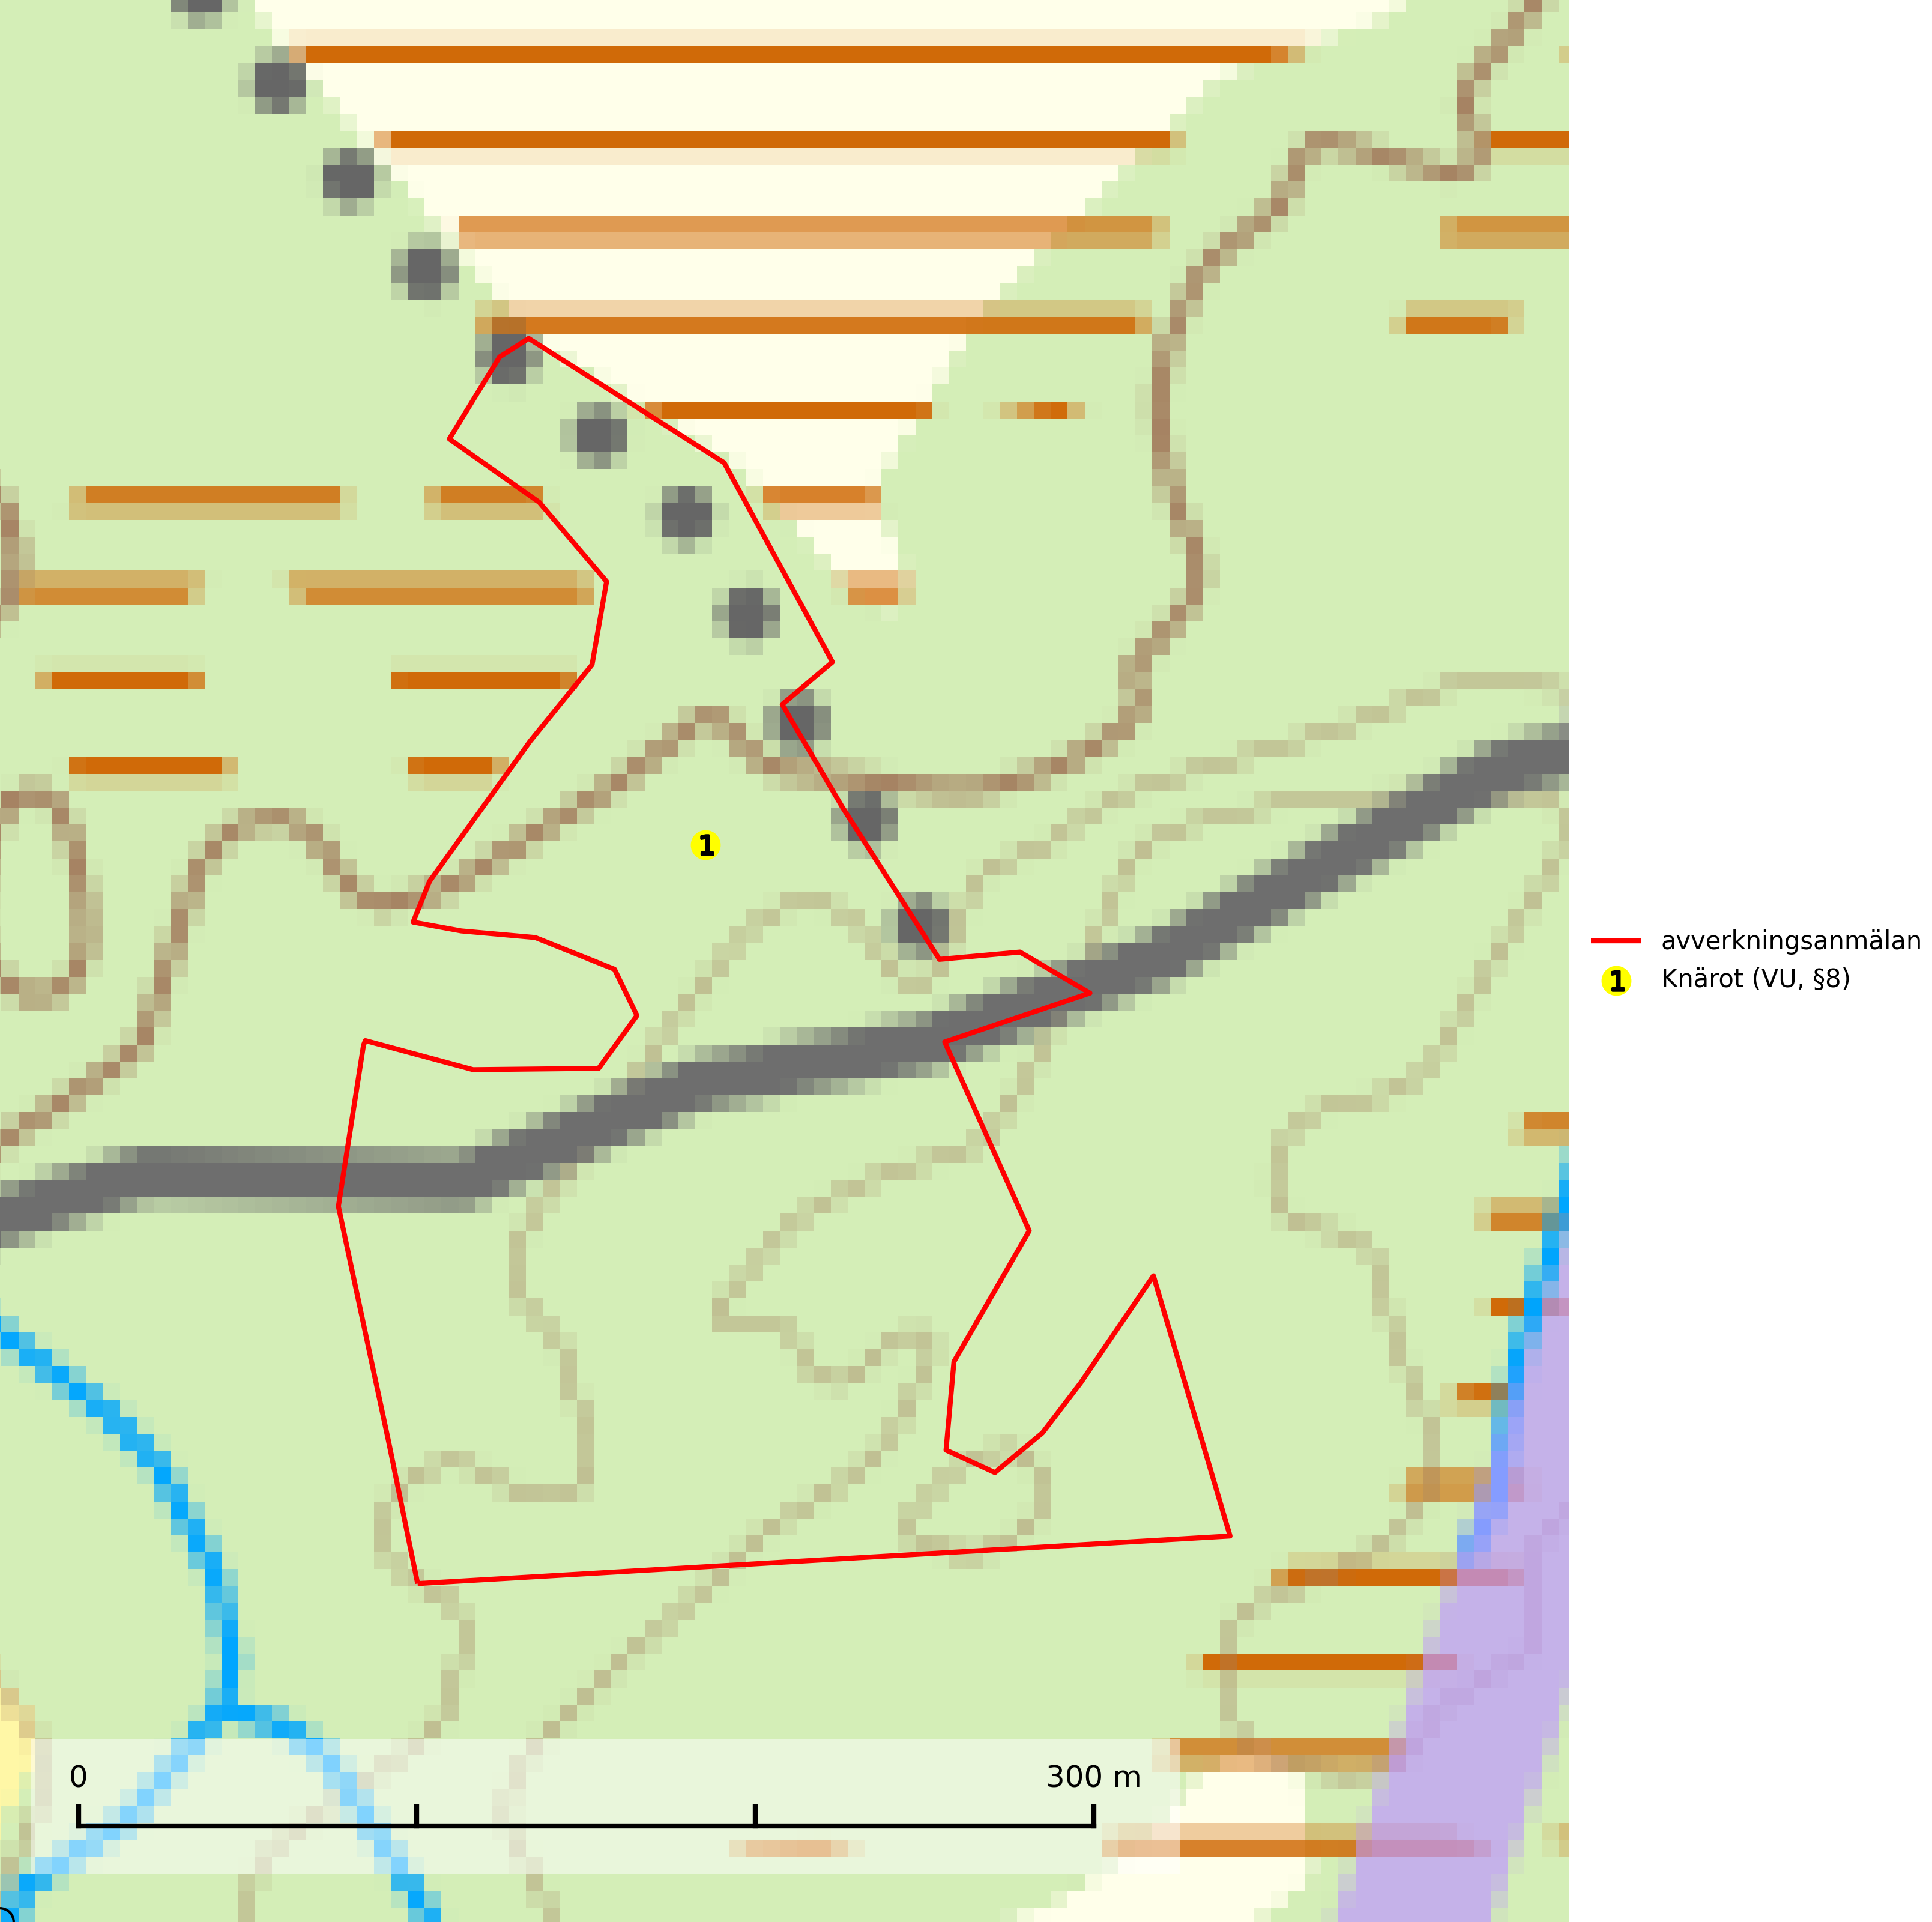 1
avverkningsanmälan
1 Knärot (VU, §8)
0 300 m